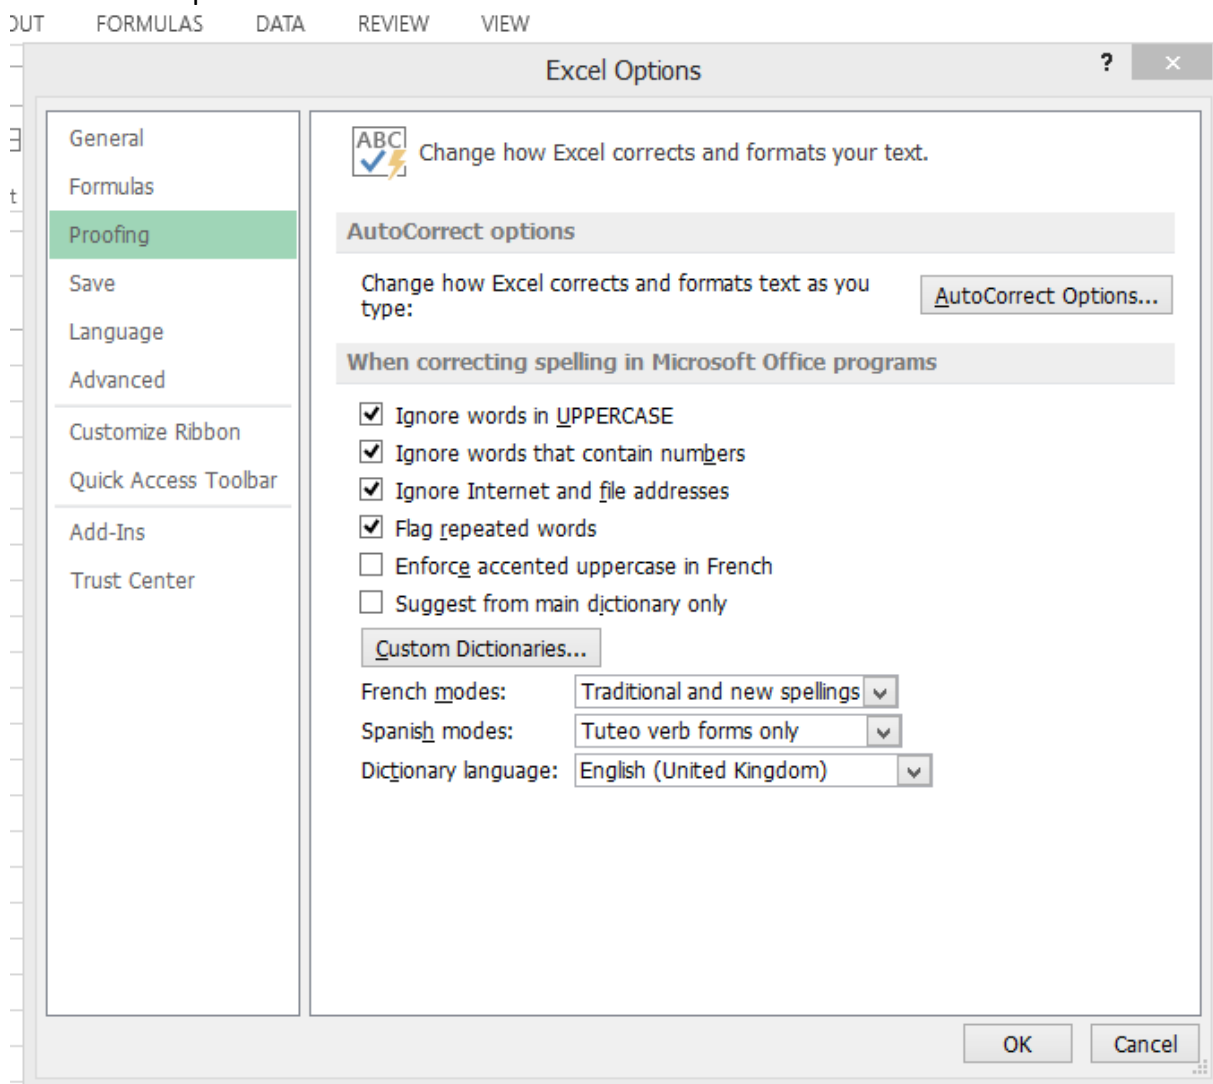 OUT FORMULAS DATA REVIEW VIEW
Excel Options
?
General
Formulas
Proofing
Save
Language
Advanced
Customize Ribbon
Quick Access Toolbar
Add-Ins
Trust Center
ABC
Change how Excel corrects and formats your text.
AutoCorrect options
Change how Excel corrects and formats text as you
type:
AutoCorrect Options...
When correcting spelling in Microsoft Office programs
Ignore words in UPPERCASE
Ignore words that contain numbers
Ignore Internet and file addresses
Flag repeated words
Enforce accented uppercase in French
Suggest from main dictionary only
Custom Dictionaries...
French modes: Traditional and new spellings
Spanish modes: Tuteo verb forms only
Dictionary language: English (United Kingdom)
OK Cancel